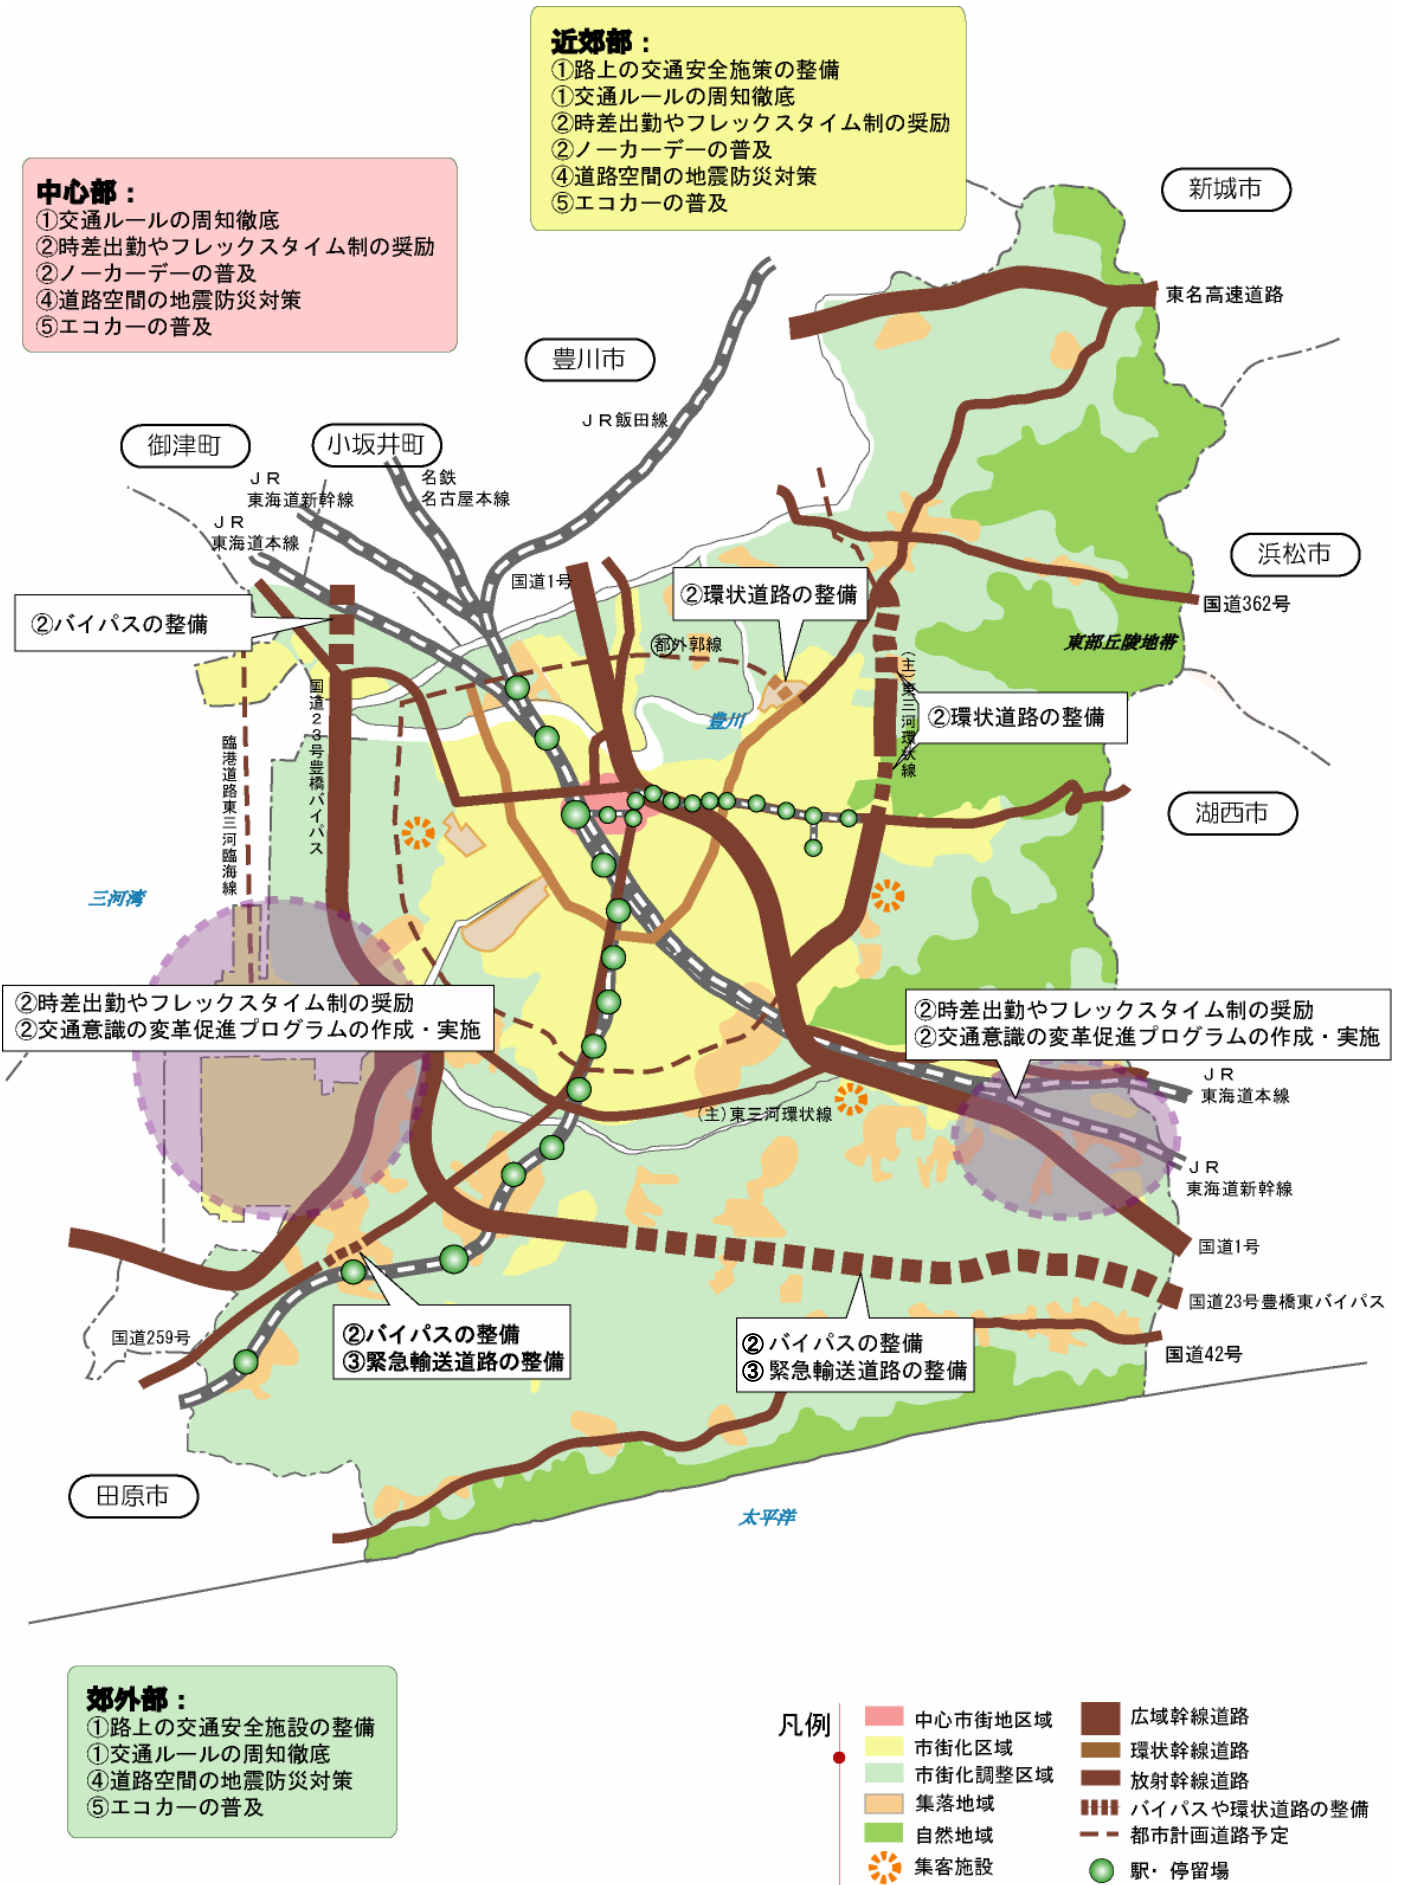 近郊部：
①路上の交通安全施策の整備
①交通ルールの周知徹底
②時差出勤やフレックスタイム制の奨励
②ノーカーデーの普及
④道路空間の地震防災対策
⑤エコカーの普及
中心部：
①交通ルールの周知徹底
②時差出勤やフレックスタイム制の奨励
②ノーカーデーの普及
④道路空間の地震防災対策
⑤エコカーの普及
新城市
東名高速道路
豊川市
ＪＲ飯田線
御津町
小坂井町
ＪＲ
東海道新幹線
名鉄
名古屋本線
ＪＲ
東海道本線
国道1号
浜松市
国道362号
②バイパスの整備
②環状道路の整備
東部丘陵地帯
都外郭線
(主)東三河環状線
国道２３号豊橋バイパス
豊川
②環状道路の整備
臨港道路東三河臨海線
湖西市
三河湾
②時差出勤やフレックスタイム制の奨励
②交通意識の変革促進プログラムの作成・実施
②時差出勤やフレックスタイム制の奨励
②交通意識の変革促進プログラムの作成・実施
ＪＲ
東海道本線
(主)東三河環状線
ＪＲ
東海道新幹線
国道1号
国道23号豊橋東バイパス
国道259号
②バイパスの整備
③緊急輸送道路の整備
② バイパスの整備
③ 緊急輸送道路の整備
国道42号
田原市
太平洋
郊外部：
①路上の交通安全施設の整備
①交通ルールの周知徹底
④道路空間の地震防災対策
⑤エコカーの普及
凡例
中心市街地区域
市街化区域
市街化調整区域
集落地域
自然地域
集客施設
広域幹線道路
環状幹線道路
放射幹線道路
バイパスや環状道路の整備
都市計画道路予定
駅・停留場